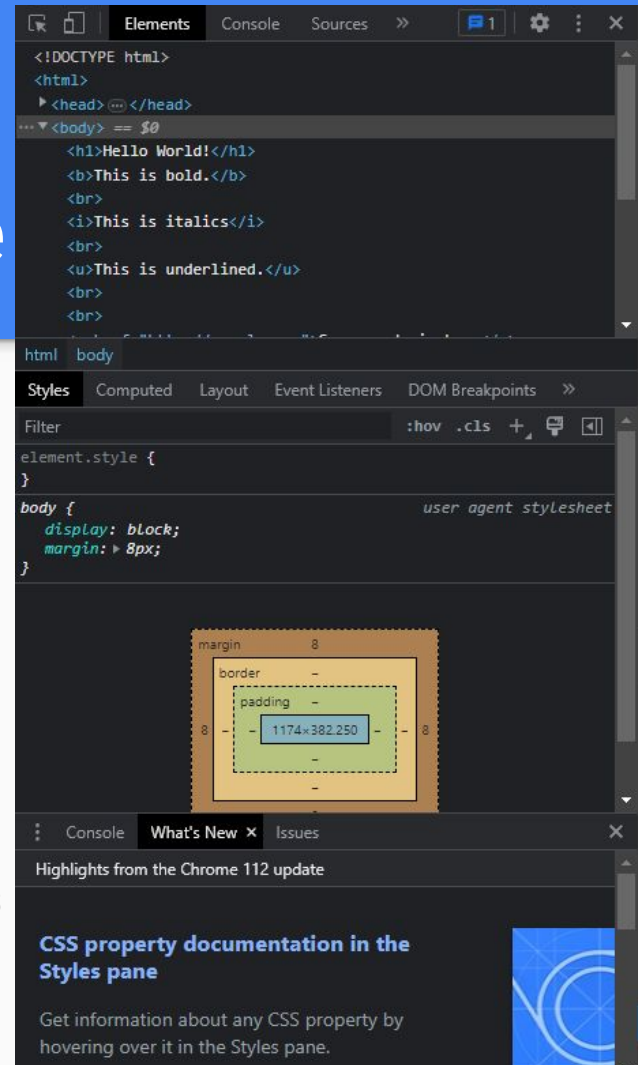 Elements Console Sources » 1
<!DOCTYPE html>
<html>
<head> … </head>
… <body> == $0
<h1>Hello World!</h1>
<b>This is bold.</b>
<br>
<i>This is italics</i>
<br>
<u>This is underlined.</u>
<br>
<br>
html body
Styles Computed Layout Event Listeners DOM Breakpoints »
Filter :hov .cls +
element.style {
}
body { user agent stylesheet
display: block;
margin: 8px;
}
margin 8
border –
padding –
8 – – 1174×382.250 – – 8
–
–
Console What's New × Issues
Highlights from the Chrome 112 update
CSS property documentation in the
Styles pane
Get information about any CSS property by
hovering over it in the Styles pane.